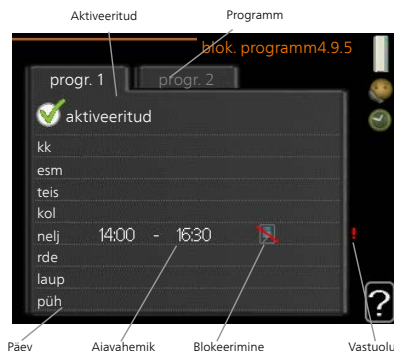 Aktiveeritud Programm
blok. programm4.9.5
progr. 1 progr. 2
aktiveeritud
kk
esm
teis
kol
nelj 14:00 - 16:30 !
rde
laup
püh
?
Päev Ajavahemik Blokeerimine Vastuolu